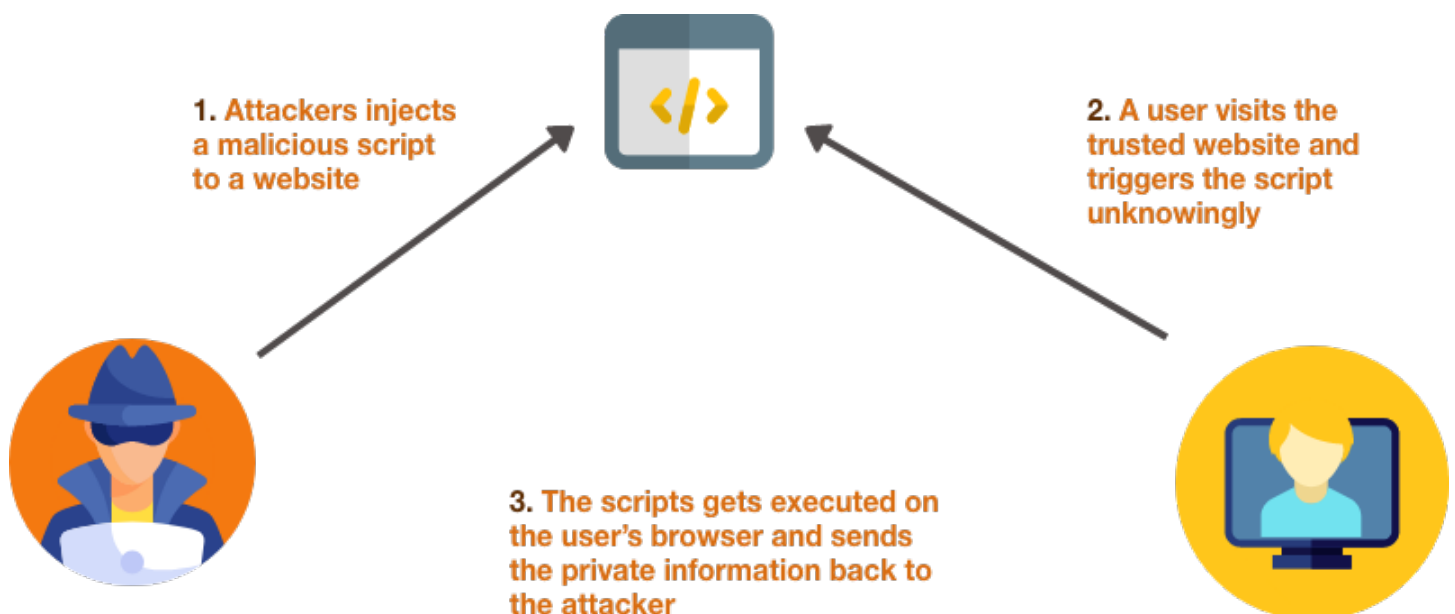 1. Attackers injects
a malicious script
to a website
2. A user visits the
trusted website and
triggers the script
unknowingly
3. The scripts gets executed on
the user’s browser and sends
the private information back to
the attacker